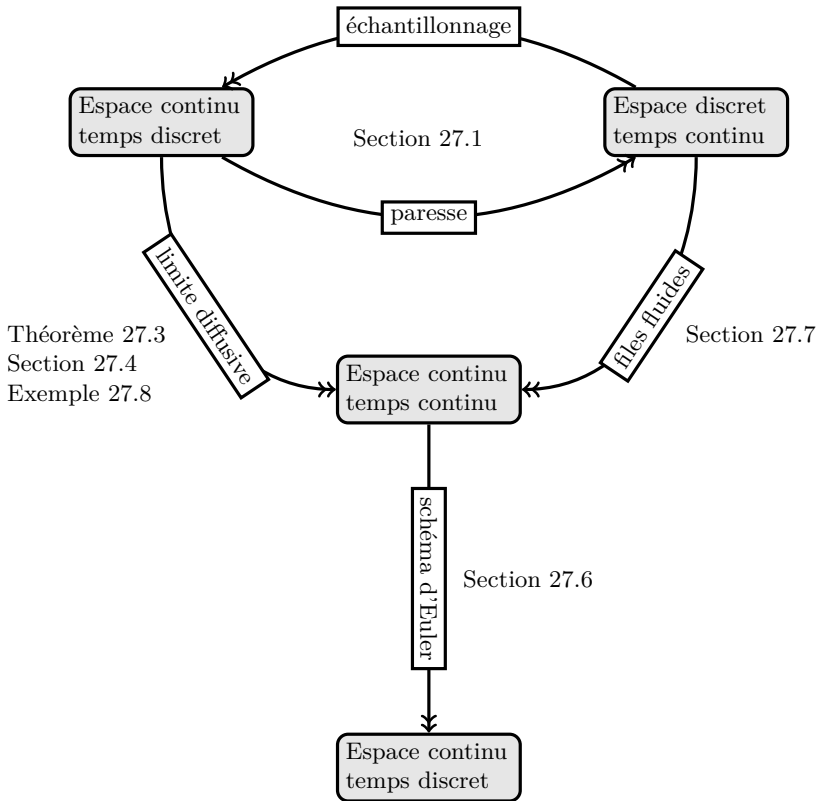 échantillonnage
Espace continu
temps discret
Espace discret
temps continu
Section 27.1
paresse
limite diffusive
files fluides
Théorème 27.3
Section 27.4
Exemple 27.8
Section 27.7
Espace continu
temps continu
schéma d'Euler
Section 27.6
Espace continu
temps discret